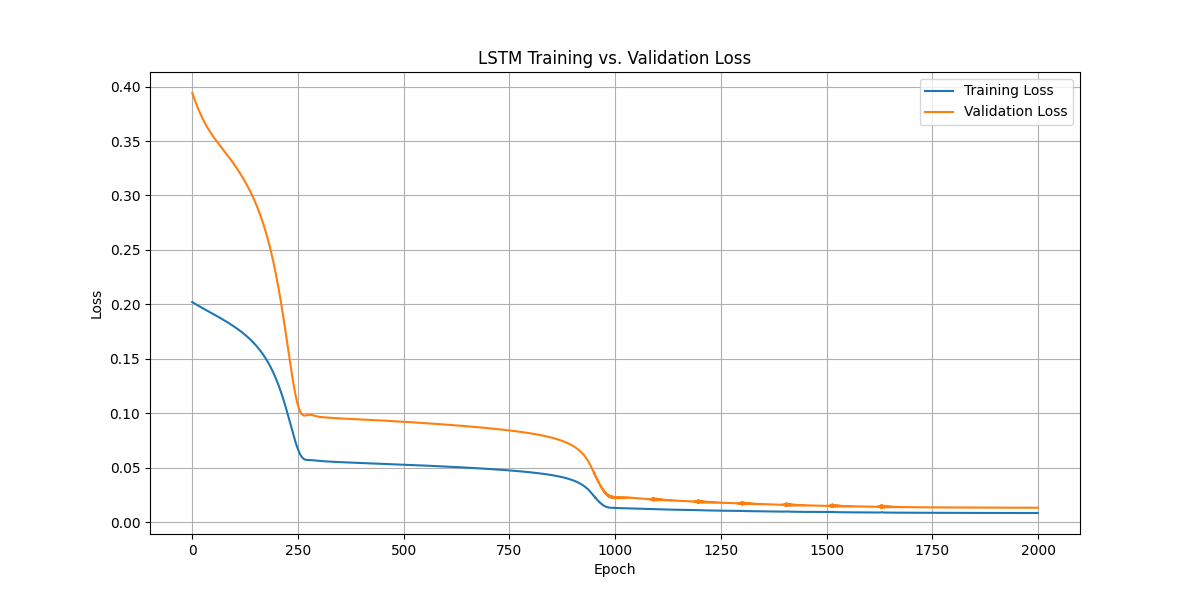 LSTM Training vs. Validation Loss
Training Loss
Validation Loss
Loss
0.40
0.35
0.30
0.25
0.20
0.15
0.10
0.05
0.00
0 250 500 750 1000 1250 1500 1750 2000
Epoch